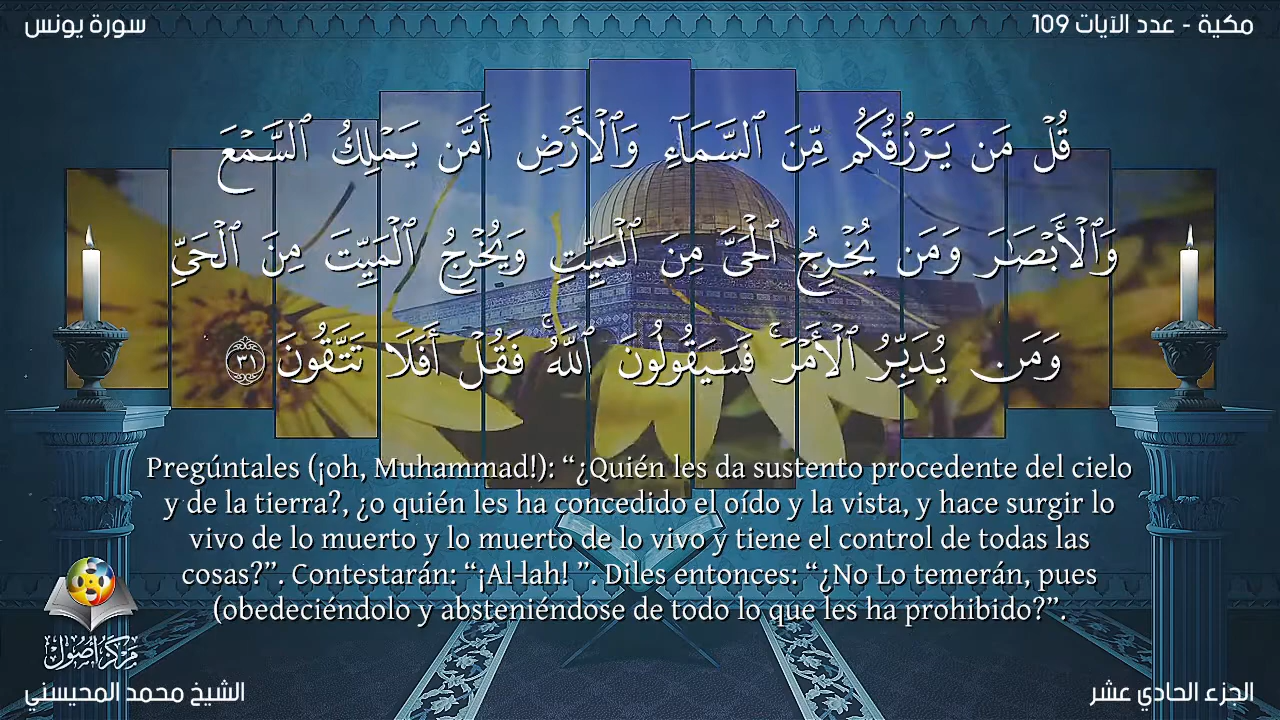 مكية - عدد الآيات 109
سورة يونس
قُلۡ مَن يَرۡزُقُكُم مِّنَ ٱلسَّمَآءِ وَٱلۡأَرۡضِ أَمَّن يَمۡلِكُ ٱلسَّمۡعَ
وَٱلۡأَبۡصَٰرَ وَمَن يُخۡرِجُ ٱلۡحَيَّ مِنَ ٱلۡمَيِّتِ وَيُخۡرِجُ ٱلۡمَيِّتَ مِنَ ٱلۡحَيِّ
وَمَن يُدَبِّرُ ٱلۡأَمۡرَۚ فَسَيَقُولُونَ ٱللَّهُۚ فَقُلۡ أَفَلَا تَتَّقُونَ ٣١
Pregúntales (¡oh, Muhammad!): “¿Quién les da sustento procedente del cielo
y de la tierra?, ¿o quién les ha concedido el oído y la vista, y hace surgir lo
vivo de lo muerto y lo muerto de lo vivo y tiene el control de todas las
cosas?”. Contestarán: “¡Al-lah! ”. Diles entonces: “¿No Lo temerán, pues
(obedeciéndolo y absteniéndose de todo lo que les ha prohibido?”.
مركز أصول
الجزء الحادي عشر
الشيخ محمد المحيسني